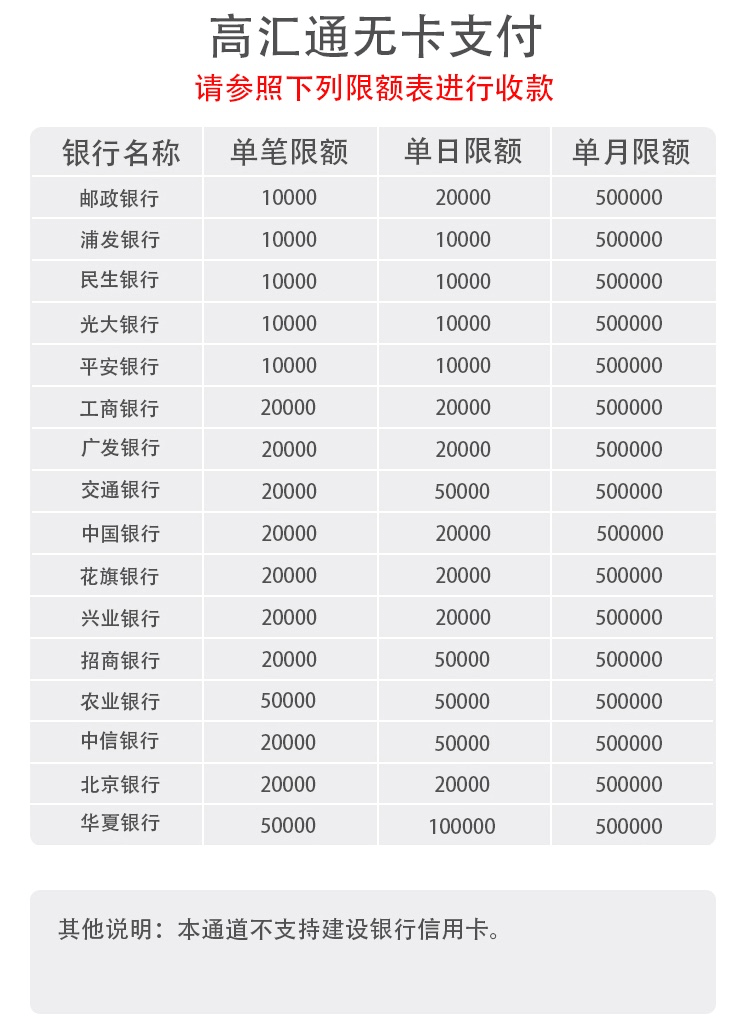 高汇通无卡支付
请参照下列限额表进行收款
银行名称 单笔限额 单日限额 单月限额
邮政银行 10000 20000 500000
浦发银行 10000 10000 500000
民生银行 10000 10000 500000
光大银行 10000 10000 500000
平安银行 10000 10000 500000
工商银行 20000 20000 500000
广发银行 20000 20000 500000
交通银行 20000 50000 500000
中国银行 20000 20000 500000
花旗银行 20000 20000 500000
兴业银行 20000 20000 500000
招商银行 20000 50000 500000
农业银行 50000 50000 500000
中信银行 20000 50000 500000
北京银行 20000 20000 500000
华夏银行 50000 100000 500000
其他说明：本通道不支持建设银行信用卡。